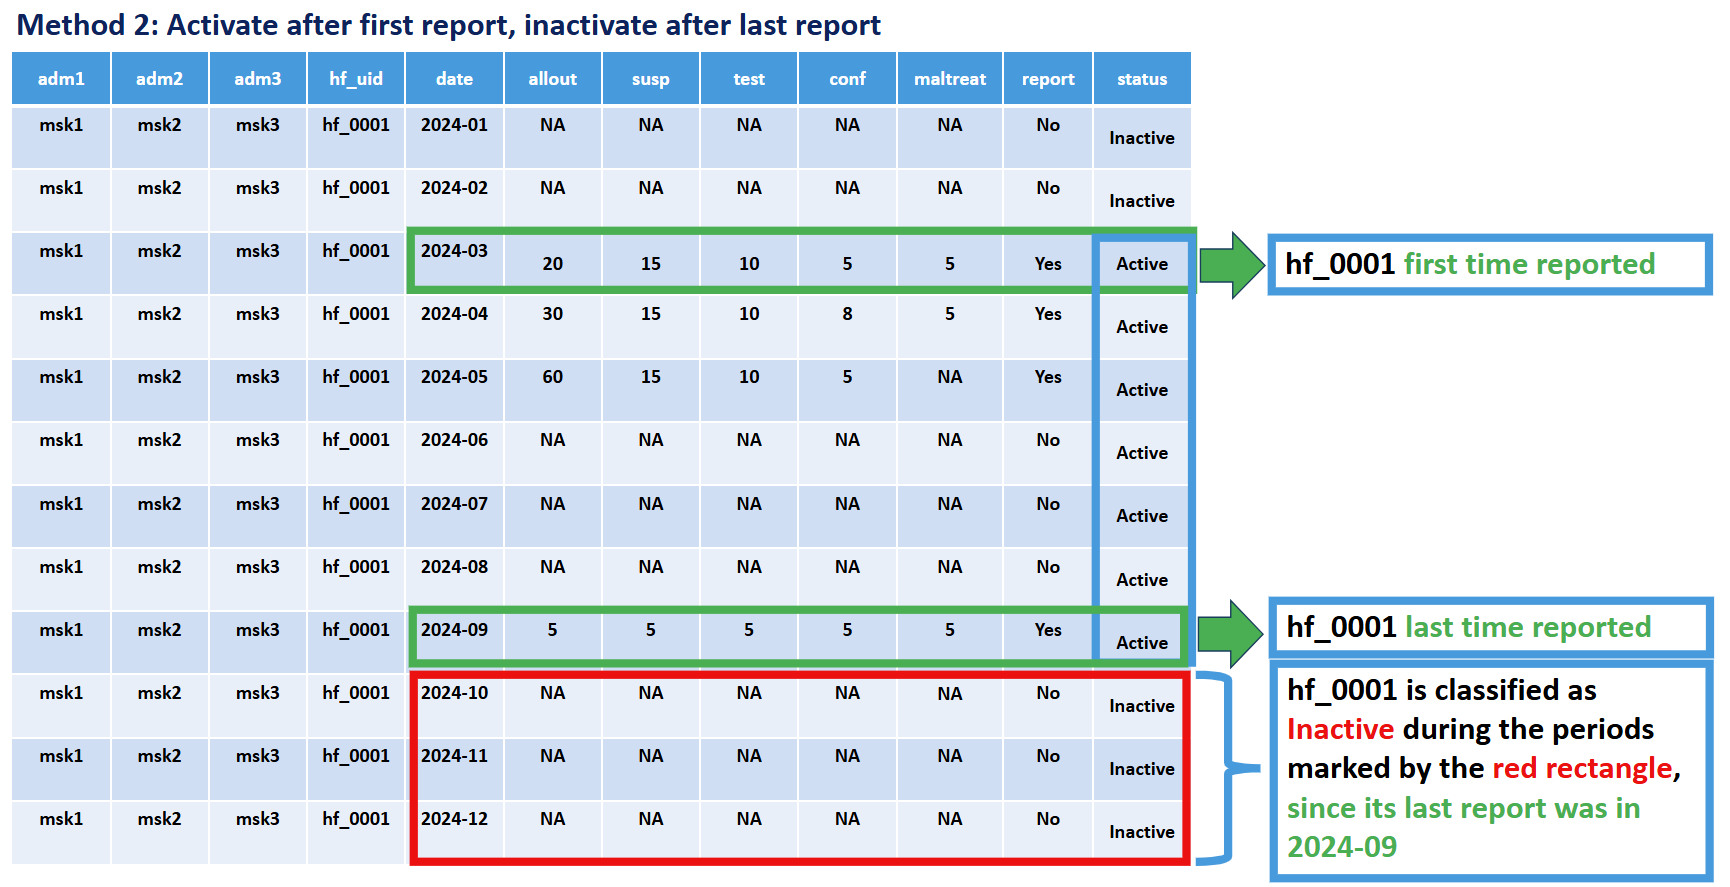 Method 2: Activate after first report, inactivate after last report
adm1 adm2 adm3 hf_uid date allout susp test conf maltreat report status
msk1 msk2 msk3 hf_0001 2024-01 NA NA NA NA NA No Inactive
msk1 msk2 msk3 hf_0001 2024-02 NA NA NA NA NA No Inactive
msk1 msk2 msk3 hf_0001 2024-03 20 15 10 5 5 Yes Active
hf_0001 first time reported
msk1 msk2 msk3 hf_0001 2024-04 30 15 10 8 5 Yes Active
msk1 msk2 msk3 hf_0001 2024-05 60 15 10 5 NA Yes Active
msk1 msk2 msk3 hf_0001 2024-06 NA NA NA NA NA No Active
msk1 msk2 msk3 hf_0001 2024-07 NA NA NA NA NA No Active
msk1 msk2 msk3 hf_0001 2024-08 NA NA NA NA NA No Active
msk1 msk2 msk3 hf_0001 2024-09 5 5 5 5 5 Yes Active
hf_0001 last time reported
msk1 msk2 msk3 hf_0001 2024-10 NA NA NA NA NA No Inactive
msk1 msk2 msk3 hf_0001 2024-11 NA NA NA NA NA No Inactive
msk1 msk2 msk3 hf_0001 2024-12 NA NA NA NA NA No Inactive
hf_0001 is classified as
Inactive during the periods
marked by the red rectangle,
since its last report was in
2024-09